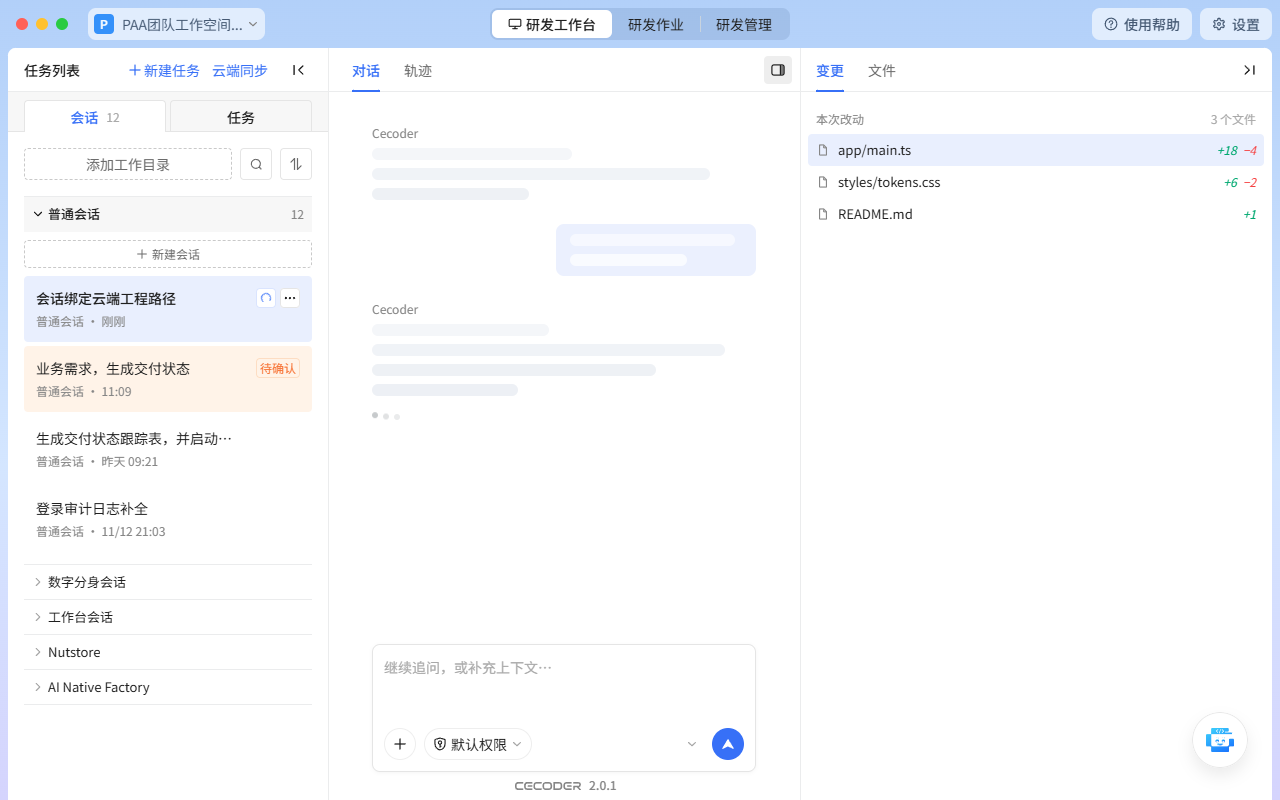 P PAA团队工作空间...
研发工作台 研发作业 研发管理
使用帮助 设置
任务列表 新建任务 云端同步
会话 12 任务
添加工作目录
普通会话 12
新建会话
会话绑定云端工程路径
普通会话 · 刚刚
业务需求，生成交付状态 待确认
普通会话 · 11:09
生成交付状态跟踪表，并启动…
普通会话 · 昨天 09:21
登录审计日志补全
普通会话 · 11/12 21:03
数字分身会话
工作台会话
Nutstore
AI Native Factory
对话 轨迹
Cecoder
Cecoder
继续追问，或补充上下文…
默认权限
CECODER 2.0.1
变更 文件
本次改动 3 个文件
app/main.ts +18 −4
styles/tokens.css +6 −2
README.md +1